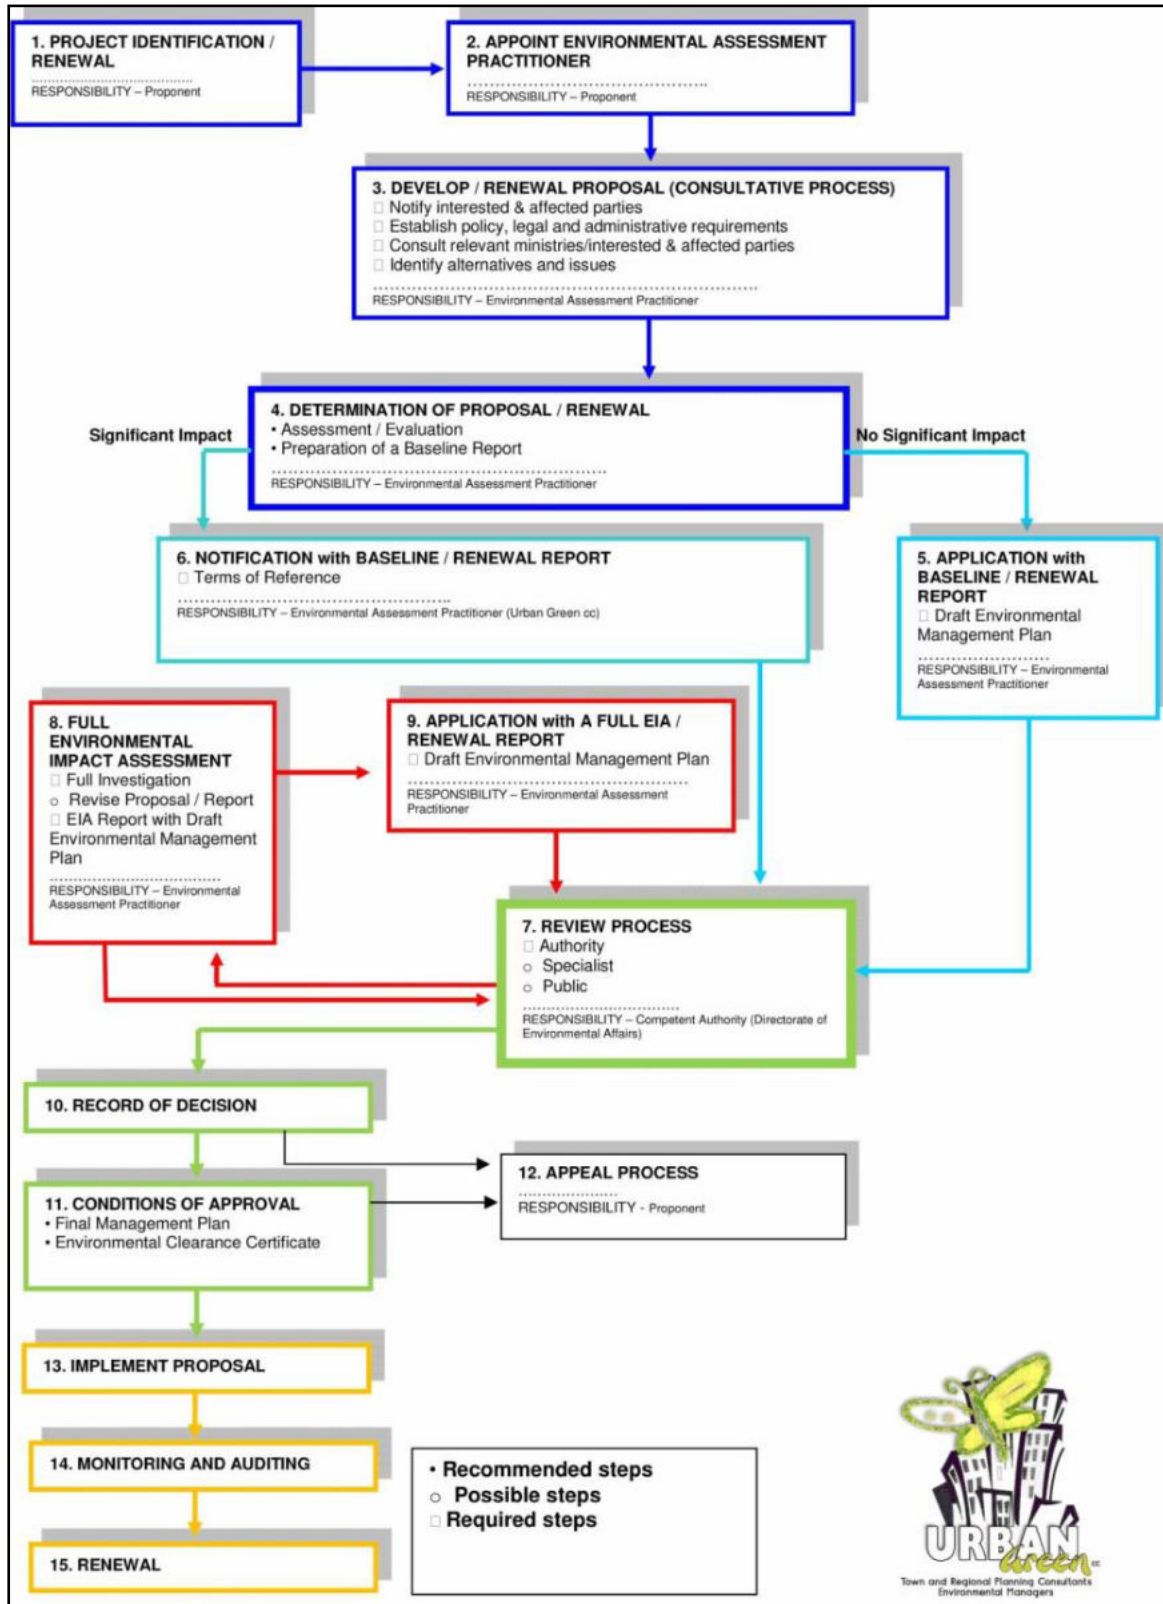 1. PROJECT IDENTIFICATION /
RENEWAL
........................................
RESPONSIBILITY – Proponent
2. APPOINT ENVIRONMENTAL ASSESSMENT
PRACTITIONER
........................................
RESPONSIBILITY – Proponent
3. DEVELOP / RENEWAL PROPOSAL (CONSULTATIVE PROCESS)
□ Notify interested & affected parties
□ Establish policy, legal and administrative requirements
□ Consult relevant ministries/interested & affected parties
□ Identify alternatives and issues
........................................
RESPONSIBILITY – Environmental Assessment Practitioner
4. DETERMINATION OF PROPOSAL / RENEWAL
• Assessment / Evaluation
• Preparation of a Baseline Report
........................................
RESPONSIBILITY – Environmental Assessment Practitioner
Significant Impact
No Significant Impact
6. NOTIFICATION with BASELINE / RENEWAL REPORT
□ Terms of Reference
........................................
RESPONSIBILITY – Environmental Assessment Practitioner (Urban Green cc)
5. APPLICATION with
BASELINE / RENEWAL
REPORT
□ Draft Environmental
Management Plan
........................................
RESPONSIBILITY – Environmental
Assessment Practitioner
8. FULL
ENVIRONMENTAL
IMPACT ASSESSMENT
□ Full Investigation
o Revise Proposal / Report
□ EIA Report with Draft
Environmental Management
Plan
........................................
RESPONSIBILITY – Environmental
Assessment Practitioner
9. APPLICATION with A FULL EIA /
RENEWAL REPORT
□ Draft Environmental Management Plan
........................................
RESPONSIBILITY – Environmental Assessment
Practitioner
7. REVIEW PROCESS
□ Authority
o Specialist
o Public
........................................
RESPONSIBILITY – Competent Authority (Directorate of
Environmental Affairs)
10. RECORD OF DECISION
12. APPEAL PROCESS
.....................
RESPONSIBILITY - Proponent
11. CONDITIONS OF APPROVAL
• Final Management Plan
• Environmental Clearance Certificate
13. IMPLEMENT PROPOSAL
14. MONITORING AND AUDITING
15. RENEWAL
• Recommended steps
o Possible steps
□ Required steps
URBAN
Green cc
Town and Regional Planning Consultants
Environmental Managers